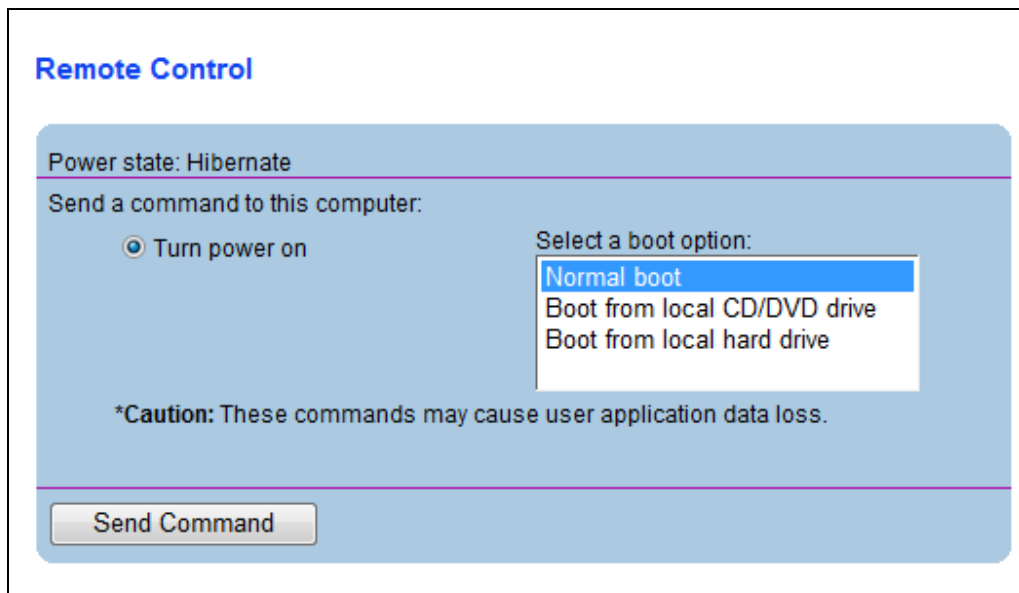 Remote Control
Power state: Hibernate
Send a command to this computer:
Turn power on
Select a boot option:
Normal boot
Boot from local CD/DVD drive
Boot from local hard drive
*Caution: These commands may cause user application data loss.
Send Command